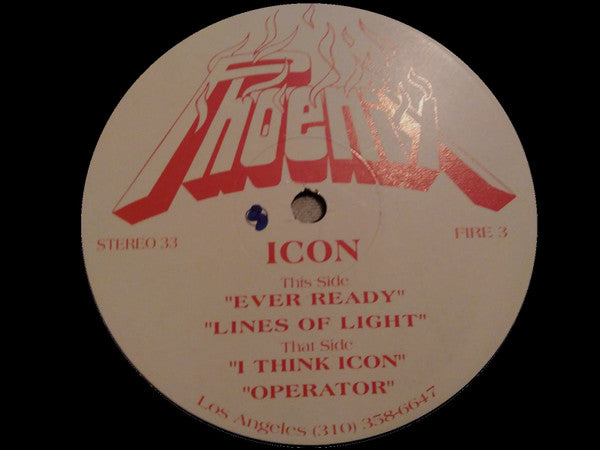 Phoenix
STEREO 33
FIRE 3
ICON
This Side
"EVER READY"
"LINES OF LIGHT"
That Side
"I THINK ICON"
"OPERATOR"
Los Angeles (310) 358-6647